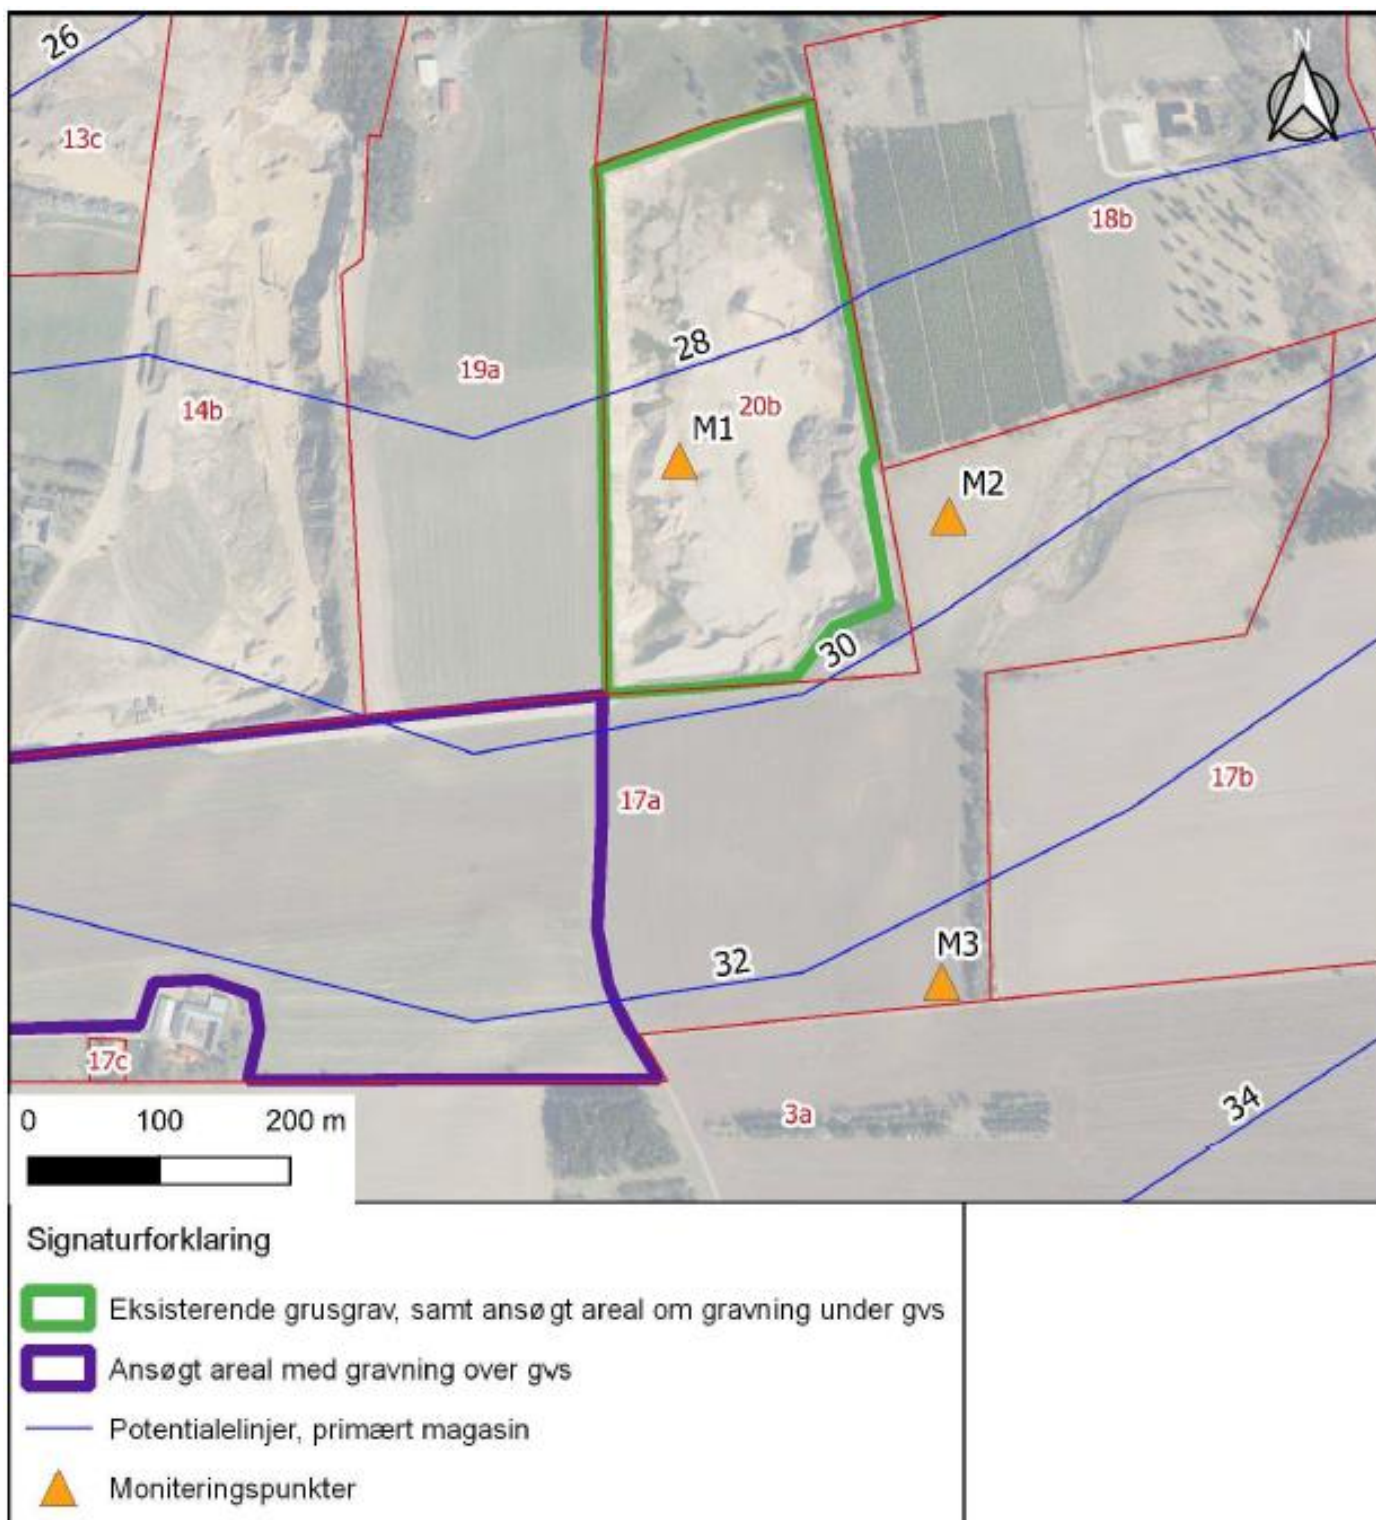 26
N
13c
18b
28
19a
20b
14b
M1
M2
30
17a
17b
M3
32
17c
34
3a
0 100 200 m
Signaturforklaring
Eksisterende grusgrav, samt ansøgt areal om gravning under gvs
Ansøgt areal med gravning over gvs
Potentialelinjer, primært magasin
Moniteringspunkter